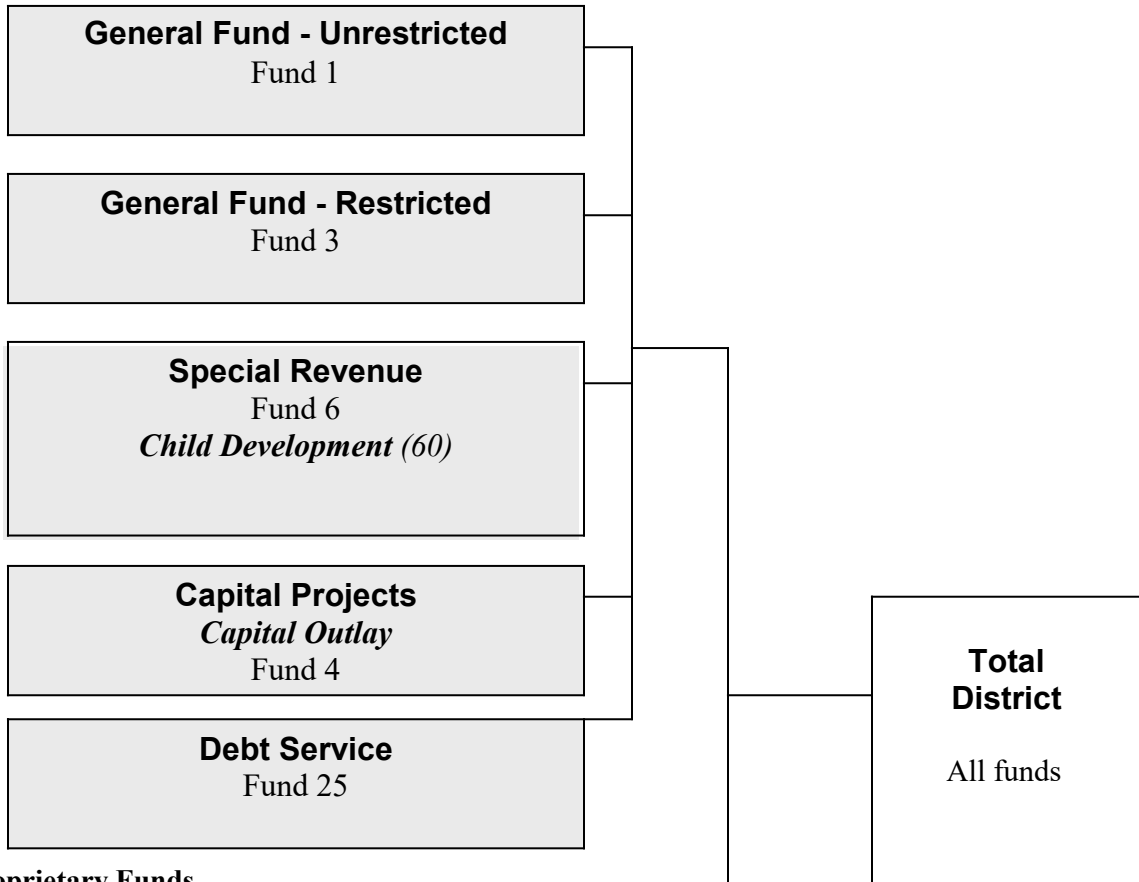 General Fund - Unrestricted
Fund 1
General Fund - Restricted
Fund 3
Special Revenue
Fund 6
Child Development (60)
Capital Projects
Capital Outlay
Fund 4
Debt Service
Fund 25
Total
District
All funds
Funds